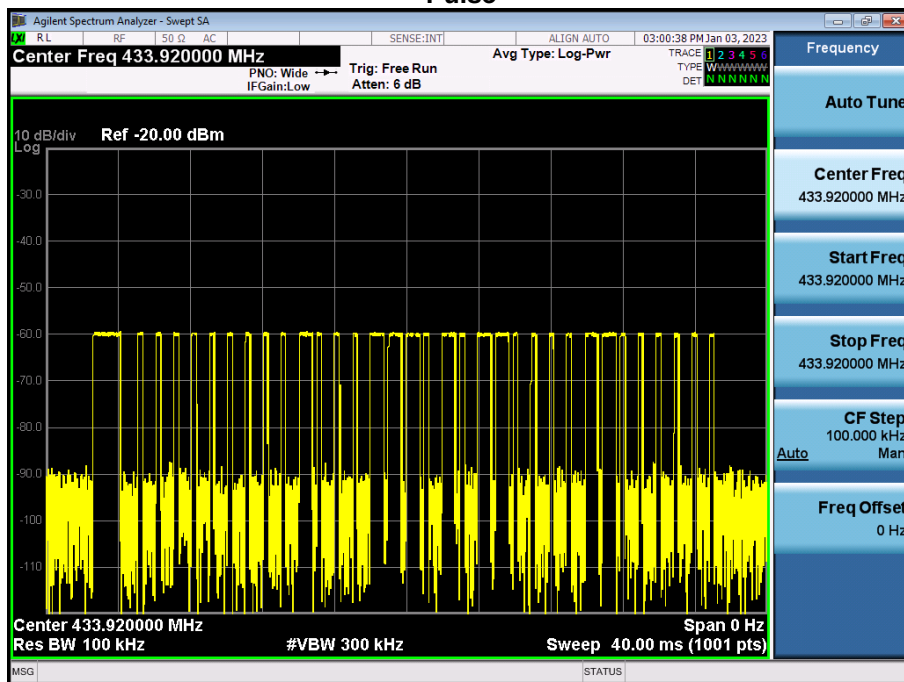 Pulse
Agilent Spectrum Analyzer - Swept SA
LXI RL RF 50 Ω AC SENSE:INT ALIGN AUTO 03:00:38 PM Jan 03, 2023
Center Freq 433.920000 MHz
PNO: Wide
IFGain:Low
Trig: Free Run
Atten: 6 dB
Avg Type: Log-Pwr
TRACE 1 2 3 4 5 6
TYPE WWWWWW
DET N N N N N N
10 dB/div Ref -20.00 dBm
Log
-30.0
-40.0
-50.0
-60.0
-70.0
-80.0
-90.0
-100
-110
Center 433.920000 MHz Span 0 Hz
Res BW 100 kHz #VBW 300 kHz Sweep 40.00 ms (1001 pts)
MSG STATUS
Frequency
Auto Tune
Center Freq
433.920000 MHz
Start Freq
433.920000 MHz
Stop Freq
433.920000 MHz
CF Step
100.000 kHz
Auto Man
Freq Offset
0 Hz